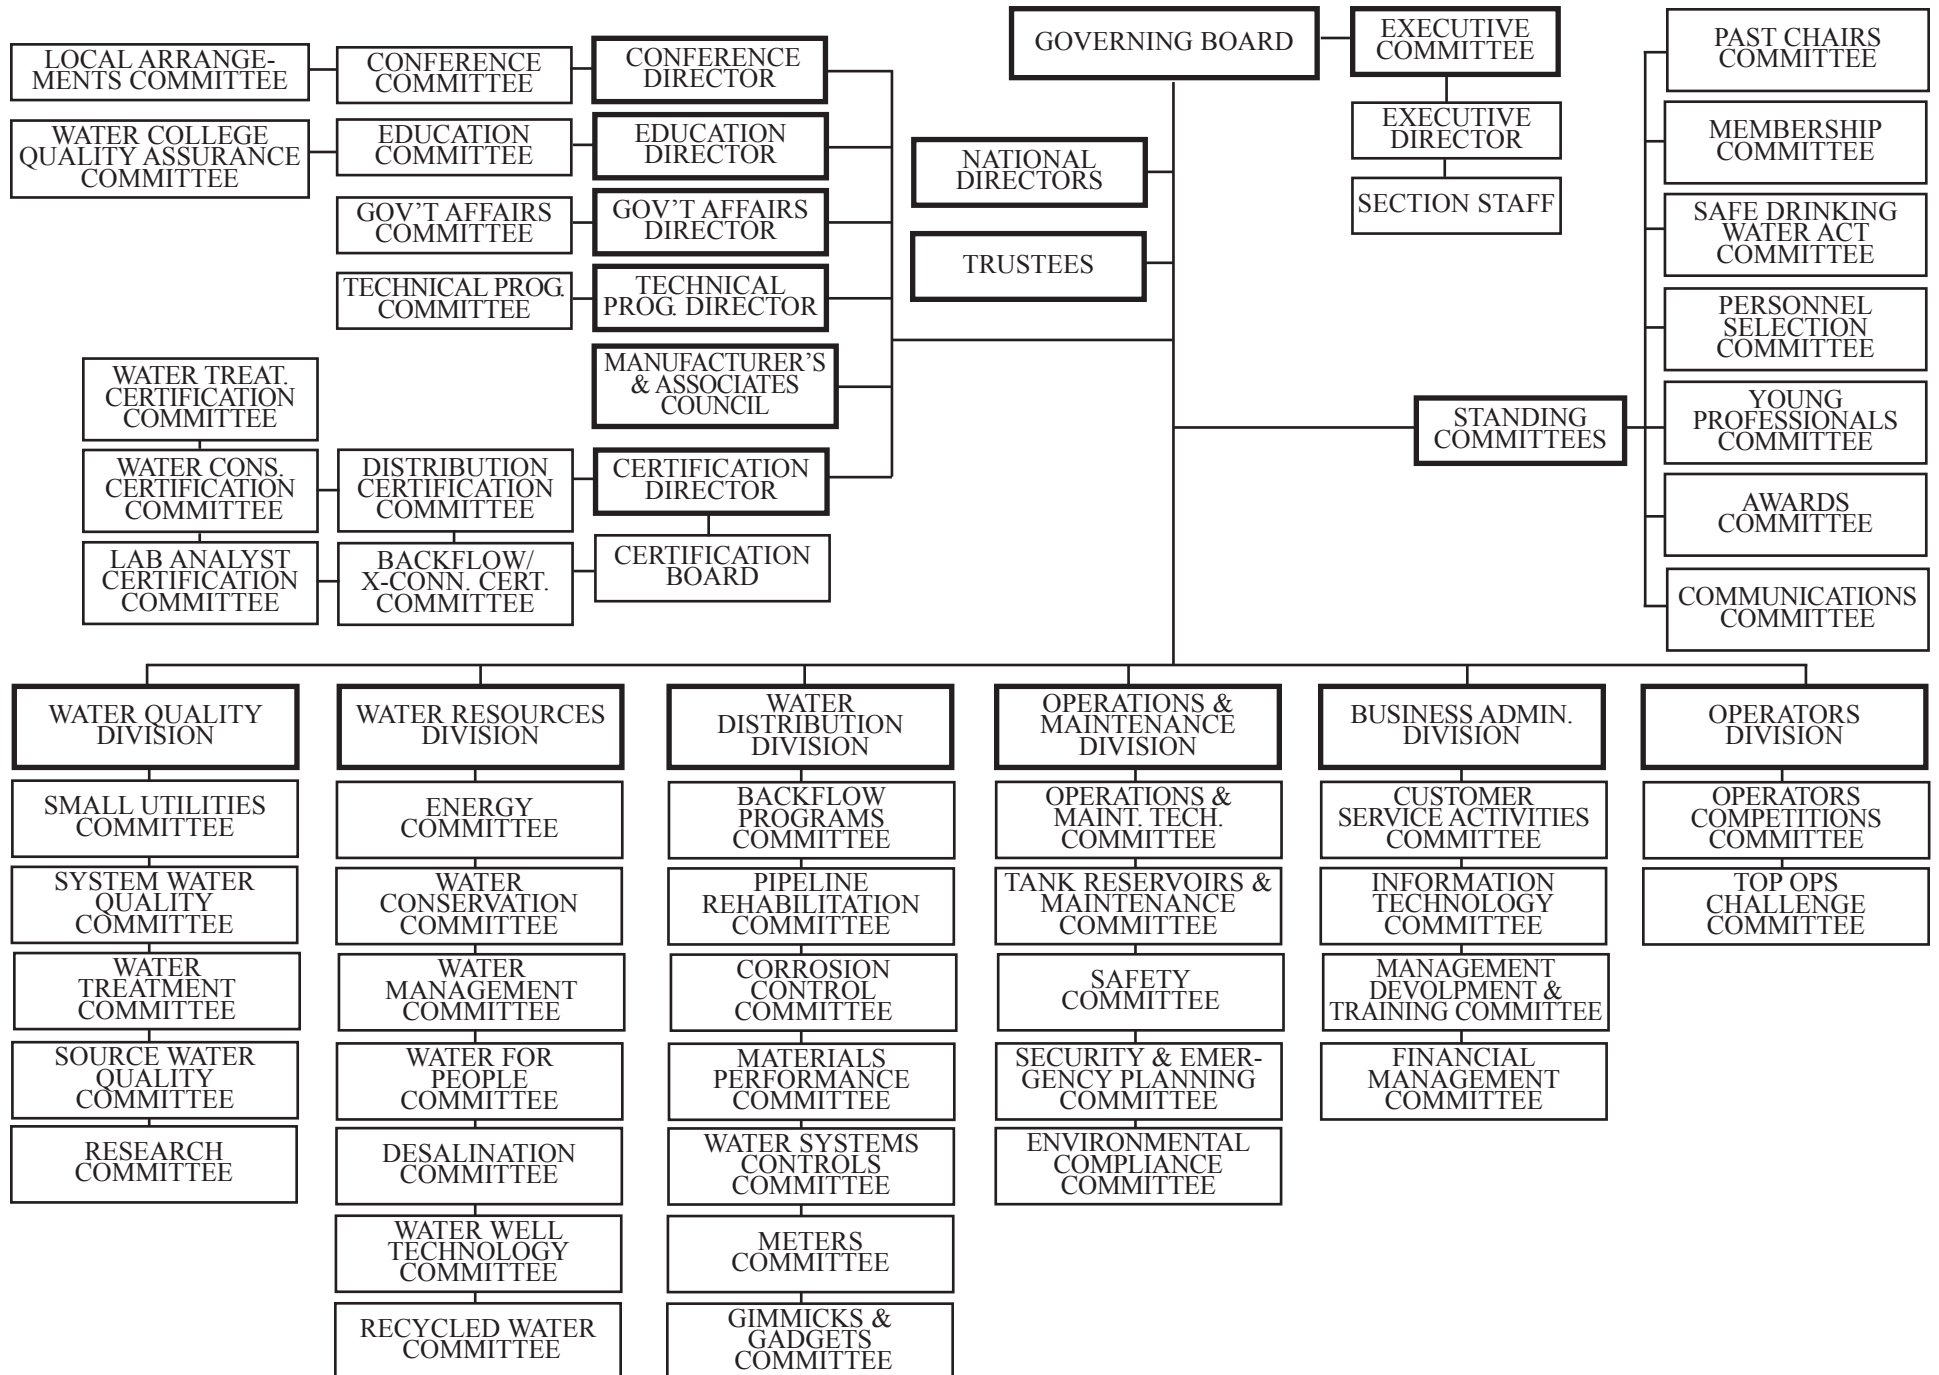 GOVERNING BOARD
EXECUTIVE
COMMITTEE
EXECUTIVE
DIRECTOR
SECTION STAFF
NATIONAL
DIRECTORS
TRUSTEES
LOCAL ARRANGE-
MENTS COMMITTEE
CONFERENCE
COMMITTEE
CONFERENCE
DIRECTOR
WATER COLLEGE
QUALITY ASSURANCE
COMMITTEE
EDUCATION
COMMITTEE
EDUCATION
DIRECTOR
GOV'T AFFAIRS
COMMITTEE
GOV'T AFFAIRS
DIRECTOR
TECHNICAL PROG.
COMMITTEE
TECHNICAL
PROG. DIRECTOR
MANUFACTURER'S
& ASSOCIATES
COUNCIL
WATER TREAT.
CERTIFICATION
COMMITTEE
WATER CONS.
CERTIFICATION
COMMITTEE
DISTRIBUTION
CERTIFICATION
COMMITTEE
CERTIFICATION
DIRECTOR
LAB ANALYST
CERTIFICATION
COMMITTEE
BACKFLOW/
X-CONN. CERT.
COMMITTEE
CERTIFICATION
BOARD
STANDING
COMMITTEES
PAST CHAIRS
COMMITTEE
MEMBERSHIP
COMMITTEE
SAFE DRINKING
WATER ACT
COMMITTEE
PERSONNEL
SELECTION
COMMITTEE
YOUNG
PROFESSIONALS
COMMITTEE
AWARDS
COMMITTEE
COMMUNICATIONS
COMMITTEE
WATER QUALITY
DIVISION
SMALL UTILITIES
COMMITTEE
SYSTEM WATER
QUALITY
COMMITTEE
WATER
TREATMENT
COMMITTEE
SOURCE WATER
QUALITY
COMMITTEE
RESEARCH
COMMITTEE
WATER RESOURCES
DIVISION
ENERGY
COMMITTEE
WATER
CONSERVATION
COMMITTEE
WATER
MANAGEMENT
COMMITTEE
WATER FOR
PEOPLE
COMMITTEE
DESALINATION
COMMITTEE
WATER WELL
TECHNOLOGY
COMMITTEE
RECYCLED WATER
COMMITTEE
WATER
DISTRIBUTION
DIVISION
BACKFLOW
PROGRAMS
COMMITTEE
PIPELINE
REHABILITATION
COMMITTEE
CORROSION
CONTROL
COMMITTEE
MATERIALS
PERFORMANCE
COMMITTEE
WATER SYSTEMS
CONTROLS
COMMITTEE
METERS
COMMITTEE
GIMMICKS &
GADGETS
COMMITTEE
OPERATIONS &
MAINTENANCE
DIVISION
OPERATIONS &
MAINT. TECH.
COMMITTEE
TANK RESERVOIRS &
MAINTENANCE
COMMITTEE
SAFETY
COMMITTEE
SECURITY & EMER-
GENCY PLANNING
COMMITTEE
ENVIRONMENTAL
COMPLIANCE
COMMITTEE
BUSINESS ADMIN.
DIVISION
CUSTOMER
SERVICE ACTIVITIES
COMMITTEE
INFORMATION
TECHNOLOGY
COMMITTEE
MANAGEMENT
DEVOLPMENT &
TRAINING COMMITTEE
FINANCIAL
MANAGEMENT
COMMITTEE
OPERATORS
DIVISION
OPERATORS
COMPETITIONS
COMMITTEE
TOP OPS
CHALLENGE
COMMITTEE